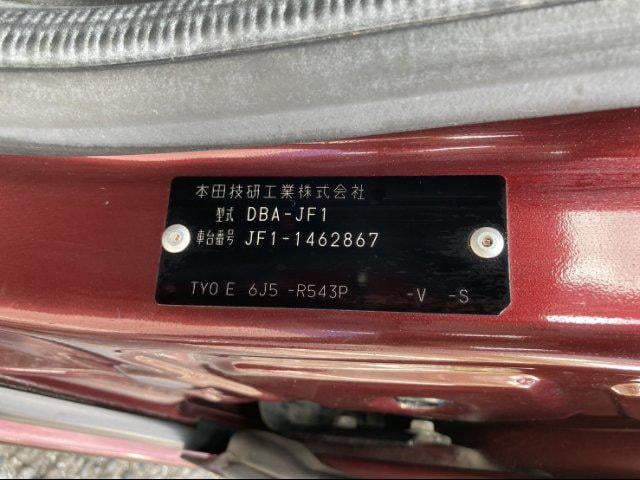 本田技研工業株式会社
型式 DBA-JF1
車台番号 JF1-1462867
TYO E 6J5 -R543P -V -S